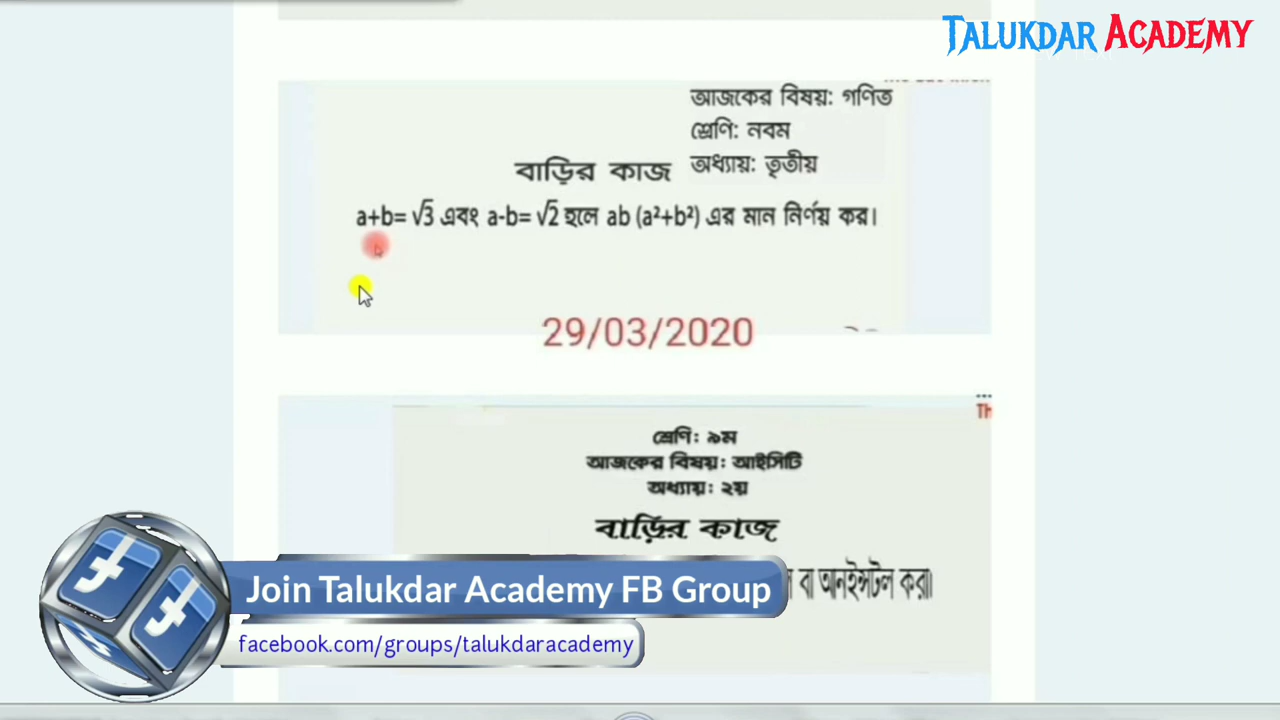 TALUKDAR ACADEMY
আজকের বিষয়: গণিত
শ্রেণি: নবম
অধ্যায়: তৃতীয়
বাড়ির কাজ
a+b= √3 এবং a-b= √2 হলে ab (a²+b²) এর মান নির্ণয় কর।
29/03/2020
শ্রেণি: ৯ম
আজকের বিষয়: আইসিটি
অধ্যায়: ২য়
বাড়ির কাজ
বা আনইন্সটল করা।
Join Talukdar Academy FB Group
facebook.com/groups/talukdaracademy